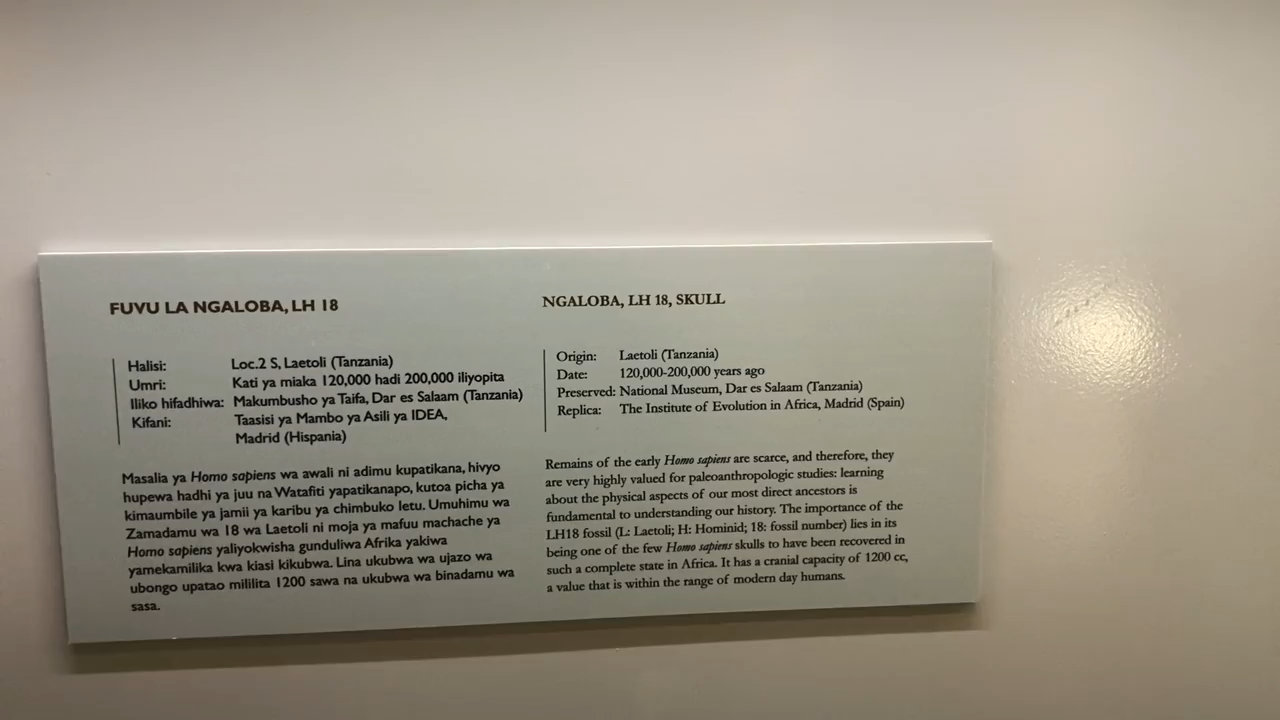 FUVU LA NGALOBA, LH 18
Halisi: Loc.2 S, Laetoli (Tanzania)
Umri: Kati ya miaka 120,000 hadi 200,000 iliyopita
Iliko hifadhiwa: Makumbusho ya Taifa, Dar es Salaam (Tanzania)
Kifani: Taasisi ya Mambo ya Asili ya IDEA,
Madrid (Hispania)
Masalia ya Homo sapiens wa awali ni adimu kupatikana, hivyo
hupewa hadhi ya juu na Watafiti yapatikanapo, kutoa picha ya
kimaumbile ya jamii ya karibu ya chimbuko letu. Umuhimu wa
Zamadamu wa 18 wa Laetoli ni moja ya mafuu machache ya
Homo sapiens yaliyokwisha gunduliwa Afrika yakiwa
yamekamilika kwa kiasi kikubwa. Lina ukubwa wa ujazo wa
ubongo upatao mililita 1200 sawa na ukubwa wa binadamu wa
sasa.
NGALOBA, LH 18, SKULL
Origin: Laetoli (Tanzania)
Date: 120,000-200,000 years ago
Preserved: National Museum, Dar es Salaam (Tanzania)
Replica: The Institute of Evolution in Africa, Madrid (Spain)
Remains of the early Homo sapiens are scarce, and therefore, they
are very highly valued for paleoanthropologic studies: learning
about the physical aspects of our most direct ancestors is
fundamental to understanding our history. The importance of the
LH18 fossil (L: Laetoli; H: Hominid; 18: fossil number) lies in its
being one of the few Homo sapiens skulls to have been recovered in
such a complete state in Africa. It has a cranial capacity of 1200 cc,
a value that is within the range of modern day humans.